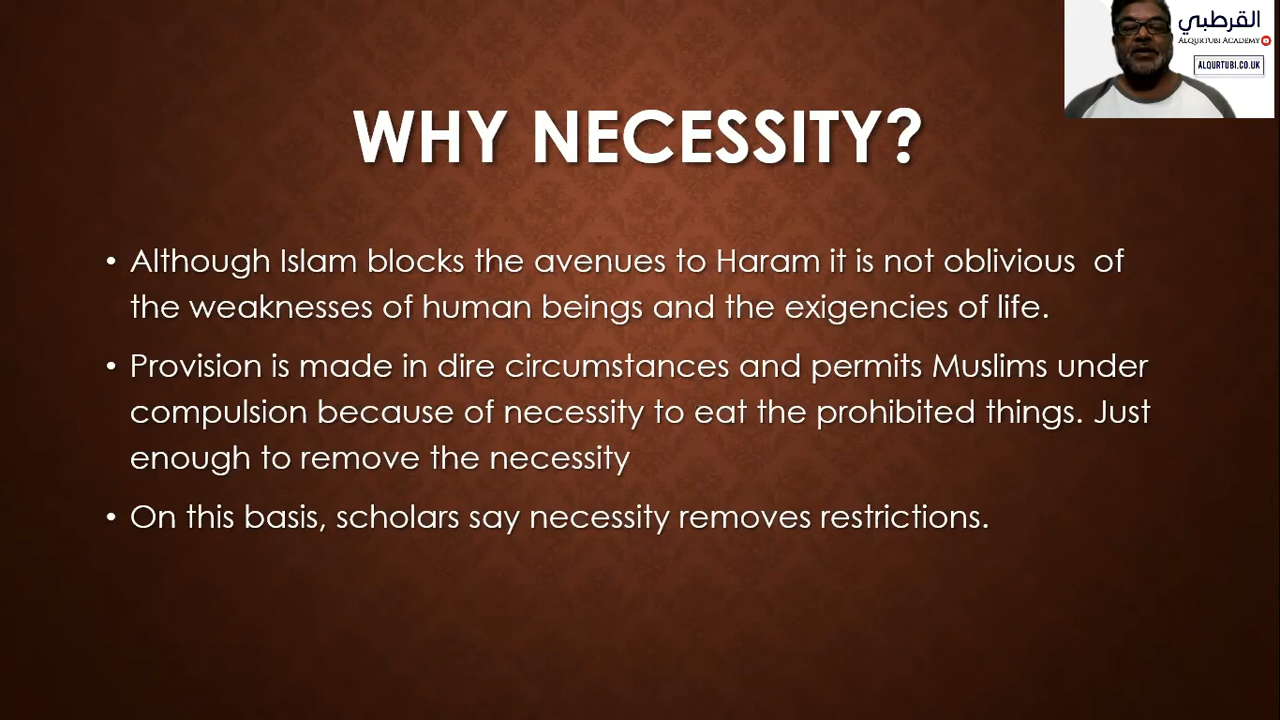 القرطبي
ALQURTUBI ACADEMY
ALQURTUBI.CO.UK
WHY NECESSITY?
• Although Islam blocks the avenues to Haram it is not oblivious  of
the weaknesses of human beings and the exigencies of life.
• Provision is made in dire circumstances and permits Muslims under
compulsion because of necessity to eat the prohibited things. Just
enough to remove the necessity
• On this basis, scholars say necessity removes restrictions.